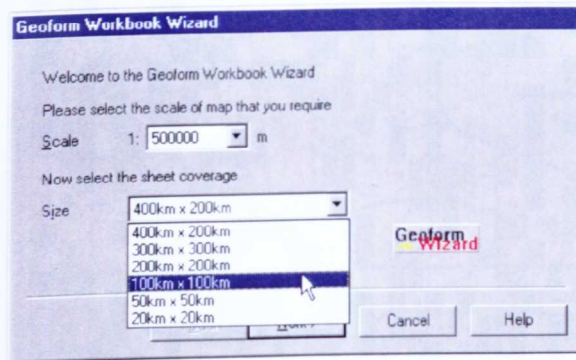 Geoform Workbook Wizard
Welcome to the Geoform Workbook Wizard
Please select the scale of map that you require
Scale 1: 500000 m
Now select the sheet coverage
Size 400km x 200km
400km x 200km
300km x 300km
200km x 200km
100km x 100km
50km x 50km
20km x 20km
Geoform
Wizard
Cancel Help